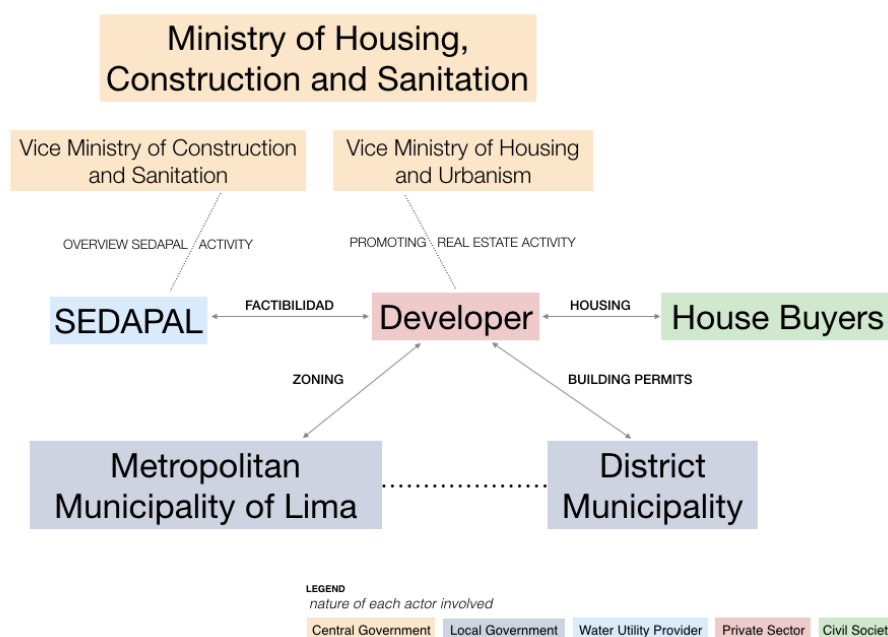 Ministry of Housing,
Construction and Sanitation
Vice Ministry of Construction
and Sanitation
Vice Ministry of Housing
and Urbanism
OVERVIEW SEDAPAL ACTIVITY
PROMOTING REAL ESTATE ACTIVITY
SEDAPAL
FACTIBILIDAD
Developer
HOUSING
House Buyers
ZONING
BUILDING PERMITS
Metropolitan
Municipality of Lima
District
Municipality
LEGEND
nature of each actor involved
Central Government
Local Government
Water Utility Provider
Private Sector
Civil Societ